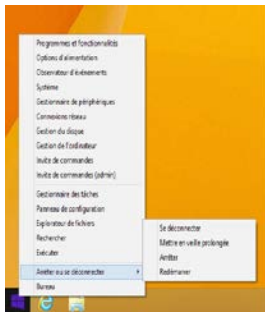 Programmes et fonctionnalités
Options d'alimentation
Observateur d'événements
Système
Gestionnaire de périphériques
Connexions réseau
Gestion du disque
Gestion de l'ordinateur
Invite de commandes
Invite de commandes (admin)
Gestionnaire des tâches
Panneau de configuration
Explorateur de fichiers
Rechercher
Exécuter
Arrêter ou se déconnecter
Bureau
Se déconnecter
Mettre en veille prolongée
Arrêter
Redémarrer